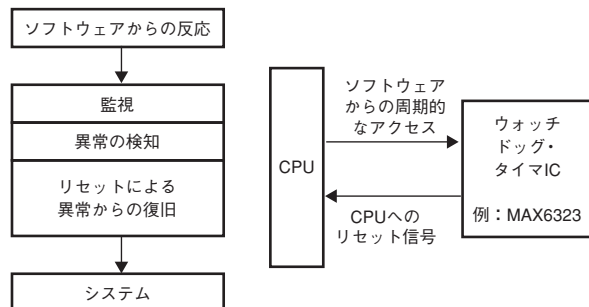 ソフトウェアからの反応
監視
異常の検知
リセットによる
異常からの復旧
システム
CPU
ソフトウェア
からの周期的
なアクセス
CPUへの
リセット信号
ウォッチ
ドッグ・
タイマIC
例：MAX6323